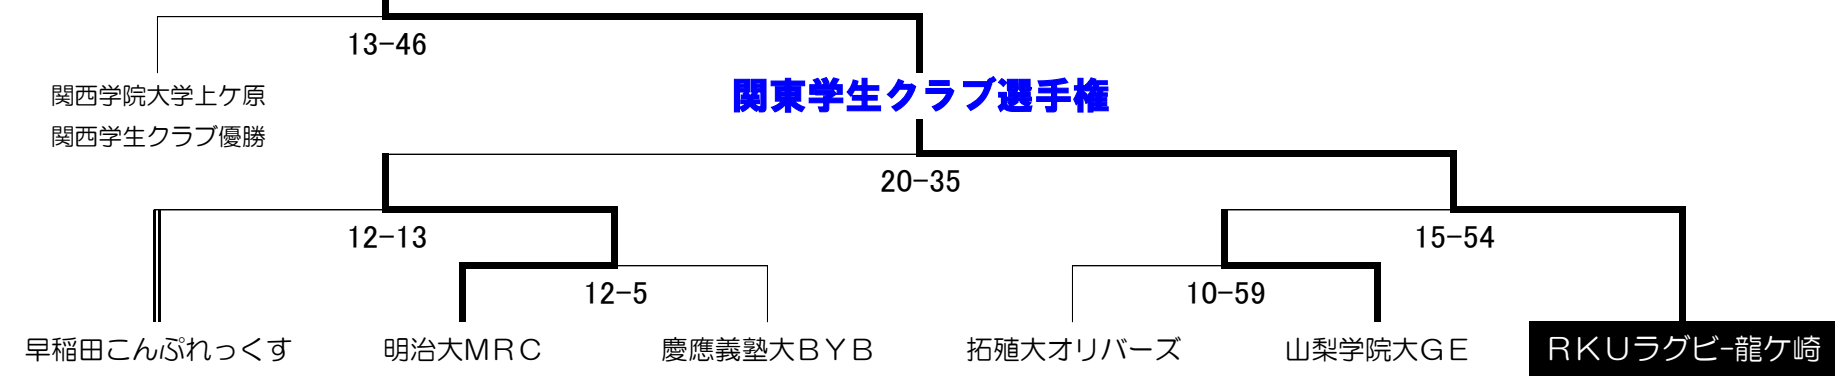 13-46
関西学院大学上ケ原
関西学生クラブ優勝
関東学生クラブ選手権
20-35
12-13
15-54
12-5
10-59
早稲田こんぷれっくす
明治大ＭＲＣ
慶應義塾大ＢＹＢ
拓殖大オリバーズ
山梨学院大ＧＥ
ＲＫＵラグビ-龍ケ崎